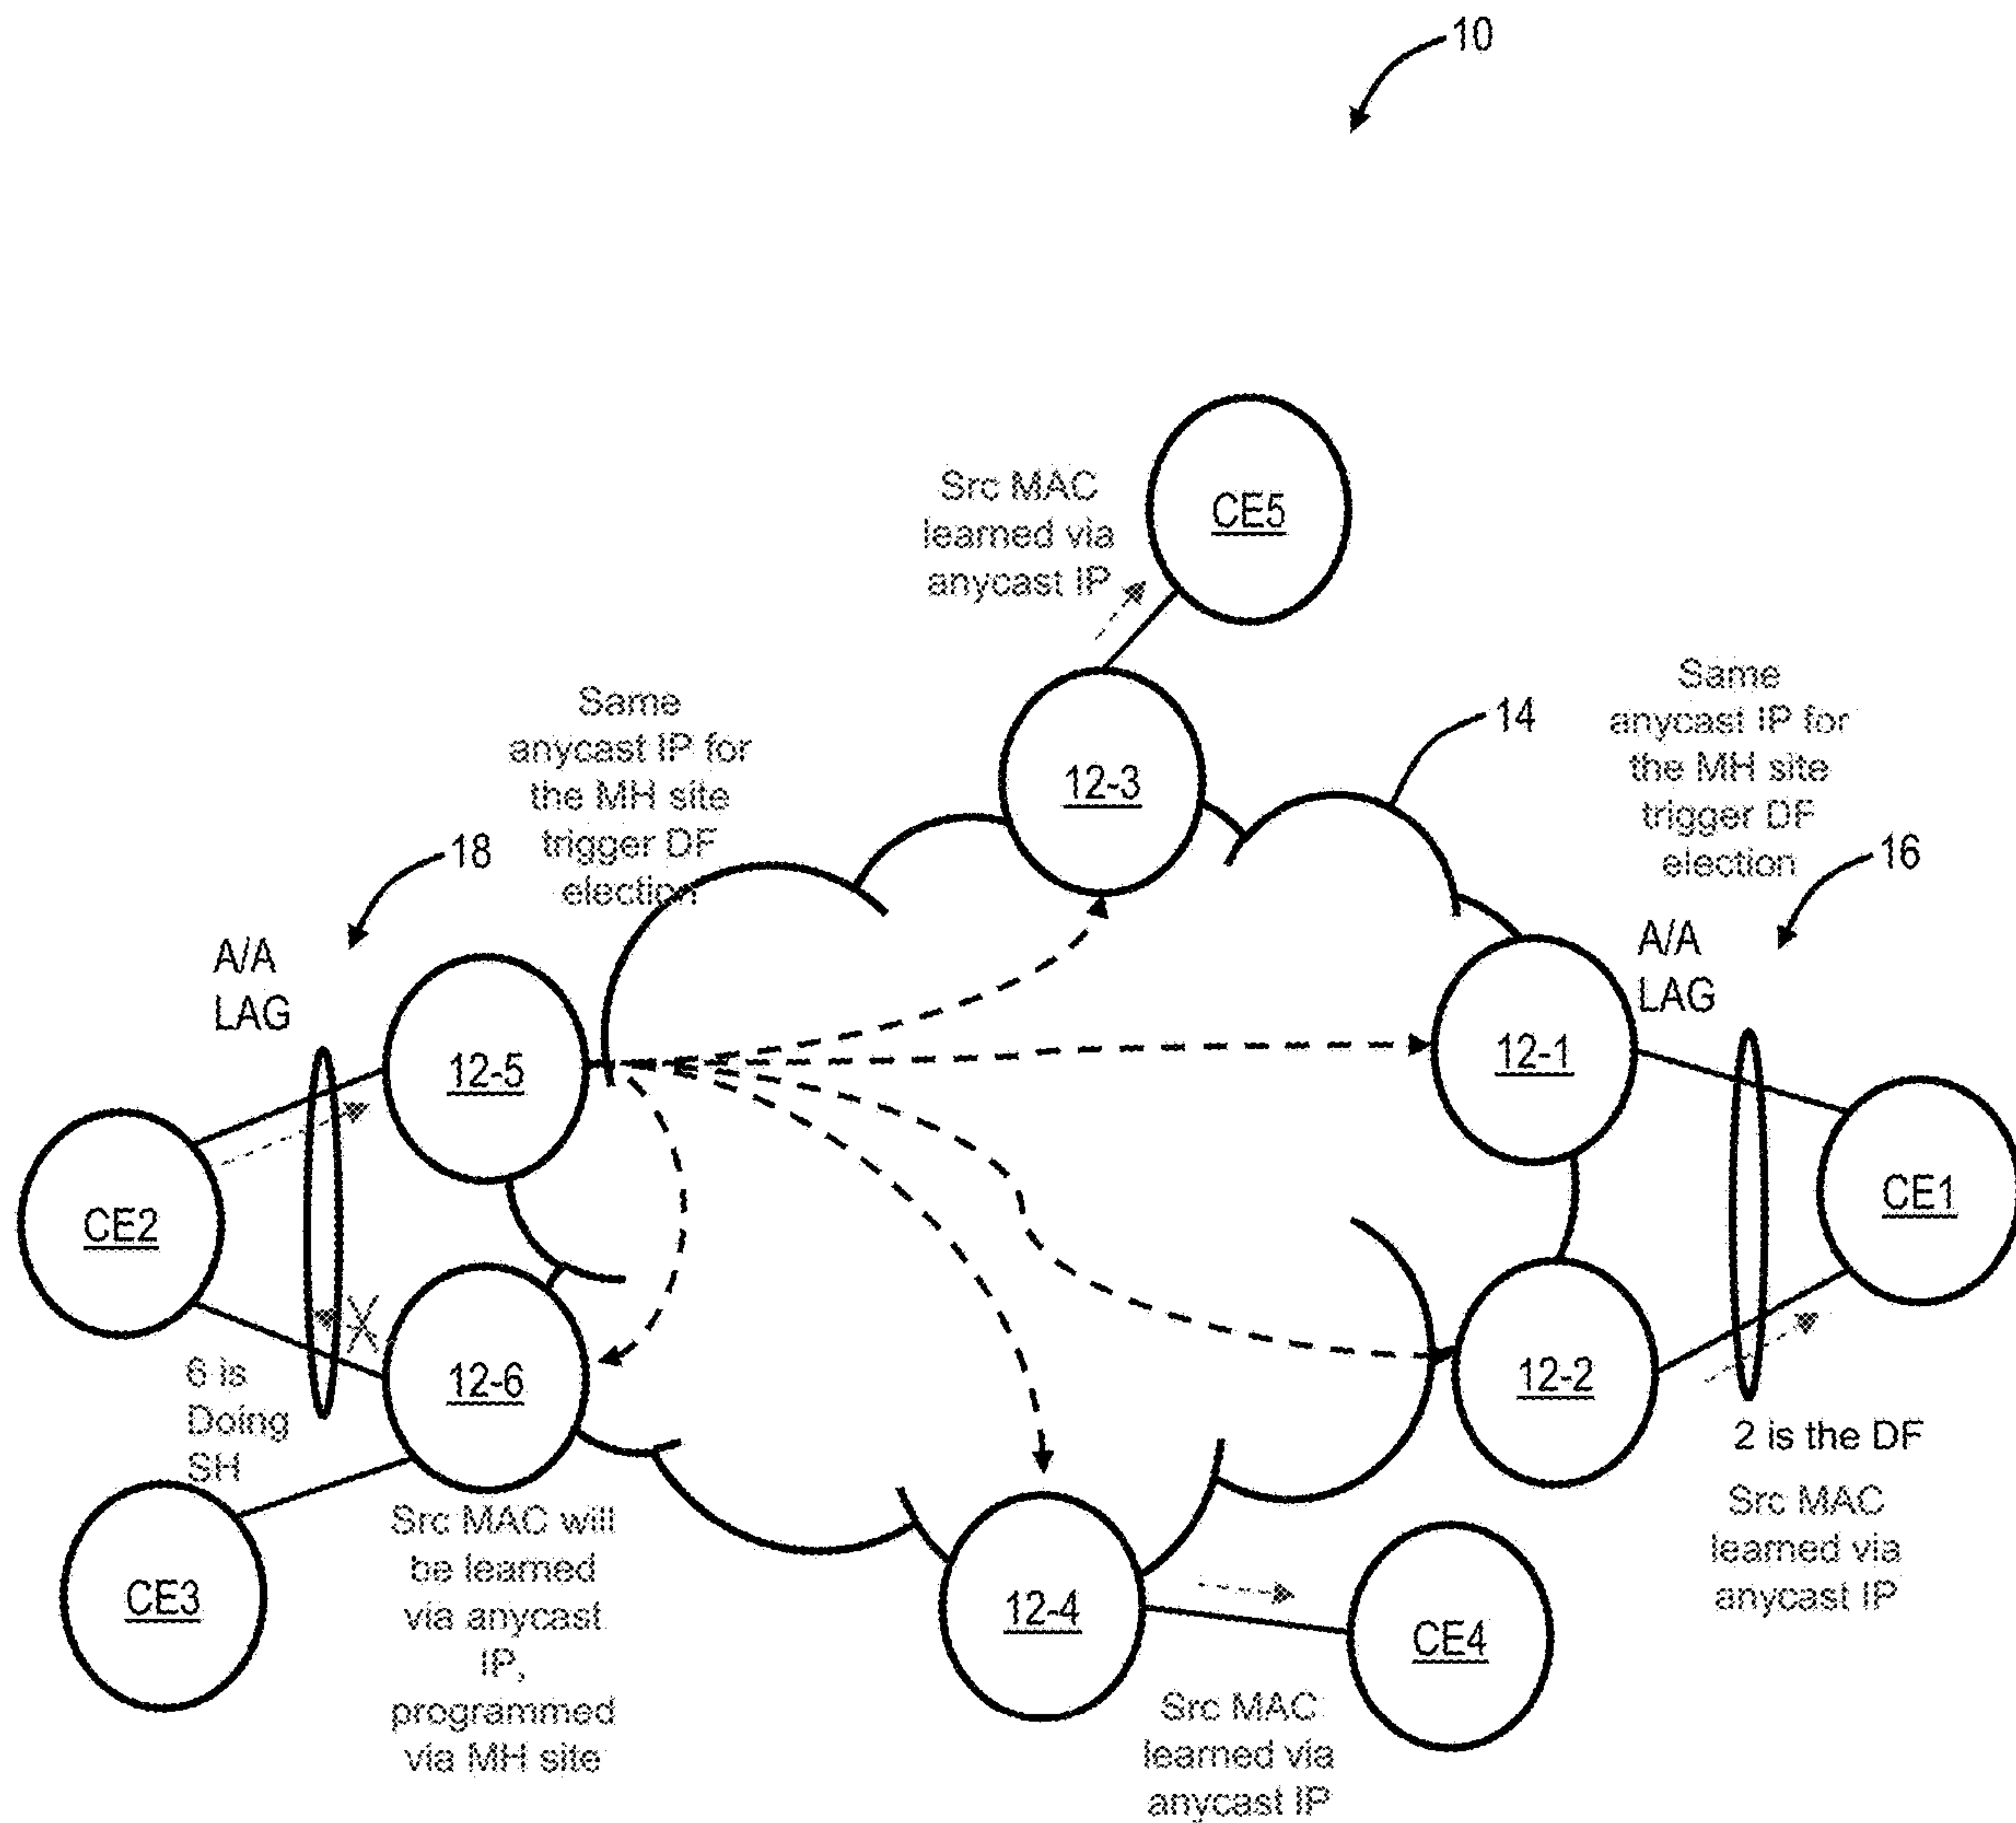 10
Src MAC
learned via
anycast IP
CE5
Same
anycast IP for
the MH site
trigger DF
election
12-3
14
Same
anycast IP for
the MH site
trigger DF
election
18
16
A/A
LAG
12-5
A/A
LAG
12-1
CE2
CE1
X
6 is
Doing
SH
12-6
12-2
2 is the DF
Src MAC
learned via
anycast IP
CE3
Src MAC will
be learned
via anycast
IP,
programmed
via MH site
12-4
CE4
Src MAC
learned via
anycast IP